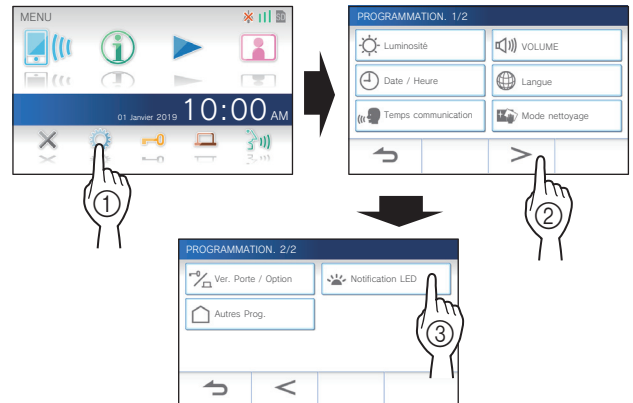 MENU
SD
01 Janvier 2019 10:00 AM
1
PROGRAMMATION. 1/2
Luminosité
VOLUME
Date / Heure
Langue
Temps communication
Mode nettoyage
>
2
PROGRAMMATION. 2/2
Ver. Porte / Option
Notification LED
Autres Prog.
3
<